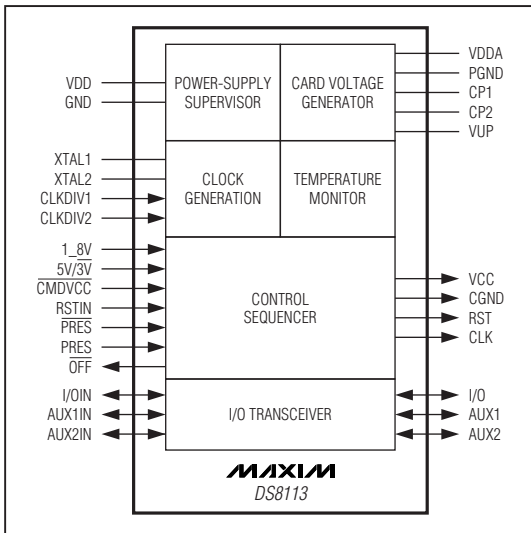 VDD
GND
POWER-SUPPLY
SUPERVISOR
CARD VOLTAGE
GENERATOR
VDDA
PGND
CP1
CP2
VUP
XTAL1
XTAL2
CLKDIV1
CLKDIV2
CLOCK
GENERATION
TEMPERATURE
MONITOR
1_8V
5V/3V
CMDVCC
RSTIN
PRES
PRES
OFF
CONTROL
SEQUENCER
VCC
CGND
RST
CLK
I/OIN
AUX1IN
AUX2IN
I/O TRANSCEIVER
I/O
AUX1
AUX2
MAXIM
DS8113